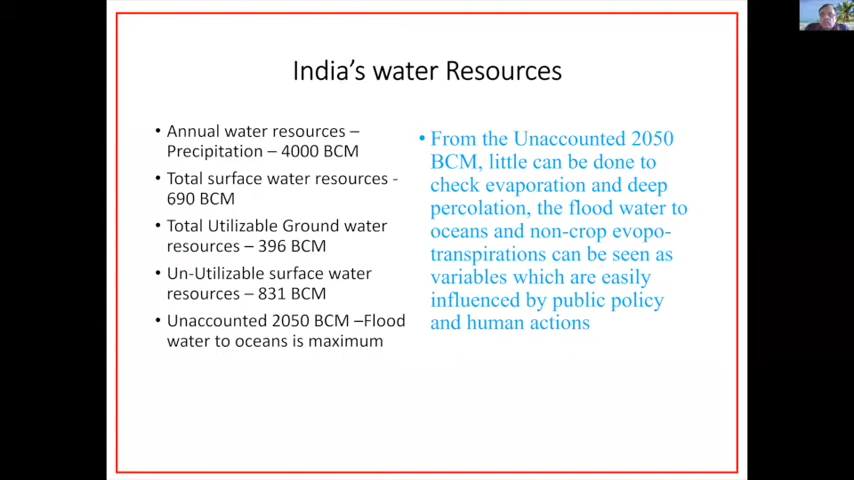 India's water Resources
• Annual water resources –
Precipitation – 4000 BCM
• Total surface water resources -
690 BCM
• Total Utilizable Ground water
resources – 396 BCM
• Un-Utilizable surface water
resources – 831 BCM
• Unaccounted 2050 BCM –Flood
water to oceans is maximum
• From the Unaccounted 2050
BCM, little can be done to
check evaporation and deep
percolation, the flood water to
oceans and non-crop evopo-
transpirations can be seen as
variables which are easily
influenced by public policy
and human actions